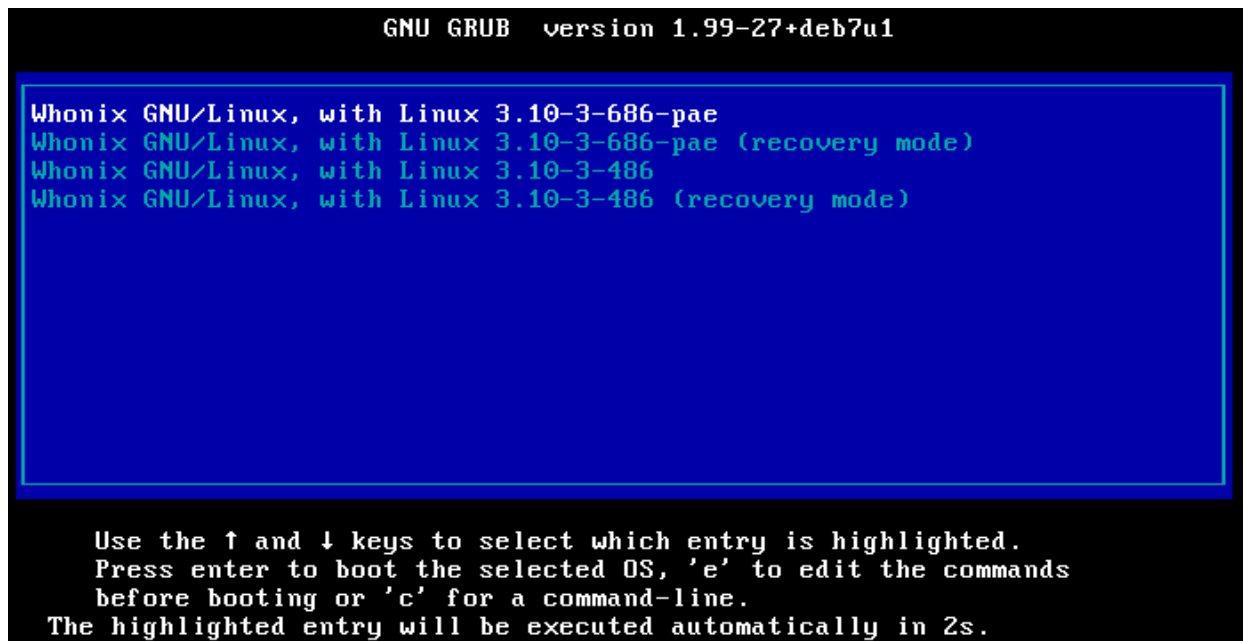 GNU GRUB version 1.99-27+deb7u1
Whonix GNU/Linux, with Linux 3.10-3-686-pae
Whonix GNU/Linux, with Linux 3.10-3-686-pae (recovery mode)
Whonix GNU/Linux, with Linux 3.10-3-486
Whonix GNU/Linux, with Linux 3.10-3-486 (recovery mode)
Use the ↑ and ↓ keys to select which entry is highlighted.
Press enter to boot the selected OS, 'e' to edit the commands
before booting or 'c' for a command-line.
The highlighted entry will be executed automatically in 2s.